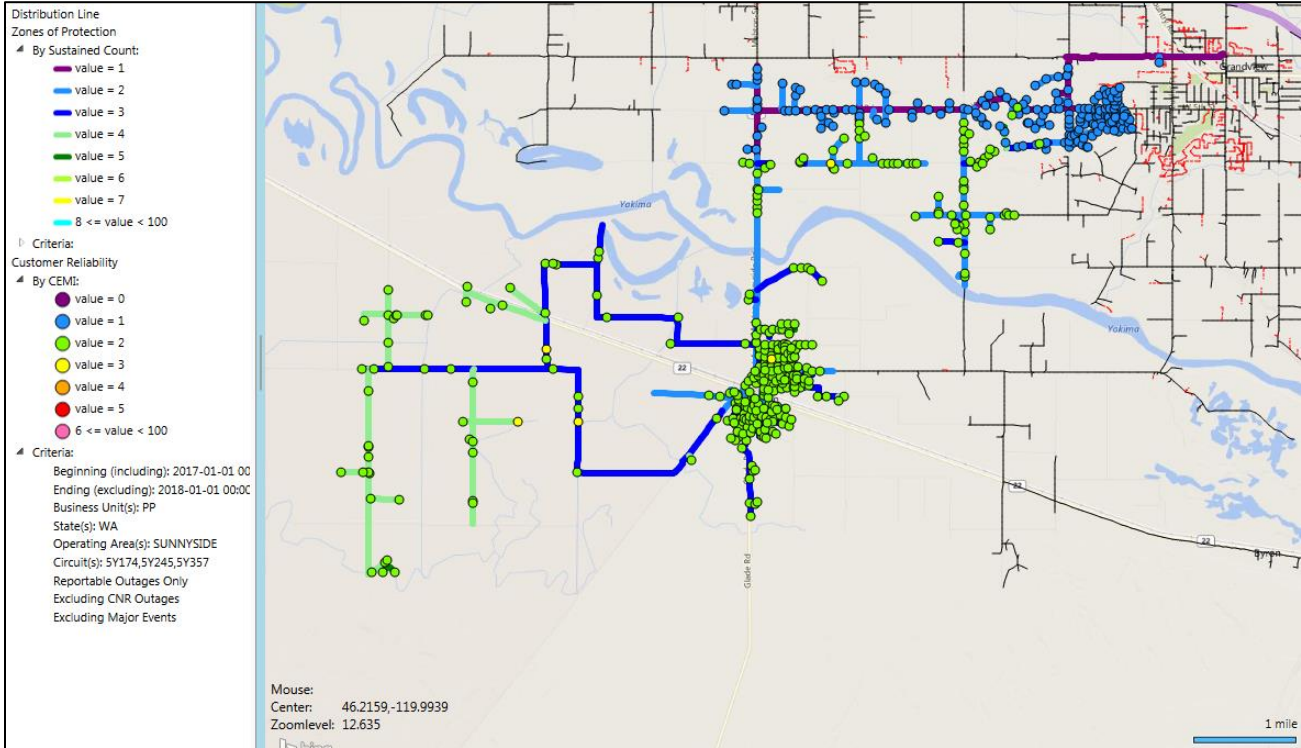 Distribution Line
Zones of Protection
By Sustained Count:
value = 1
value = 2
value = 3
value = 4
value = 5
value = 6
value = 7
8 <= value < 100
Criteria:
Customer Reliability
By CEMI:
value = 0
value = 1
value = 2
value = 3
value = 4
value = 5
6 <= value < 100
Criteria:
Beginning (including): 2017-01-01 00
Ending (excluding): 2018-01-01 00:00
Business Unit(s): PP
State(s): WA
Operating Area(s): SUNNYSIDE
Circuit(s): 5Y174,5Y245,5Y357
Reportable Outages Only
Excluding CNR Outages
Excluding Major Events
Grandview
Yakima
Yakima
22
22
22
Byron
Glade Rd
Mouse:
Center: 46.2159,-119.9939
Zoomlevel: 12.635
1 mile